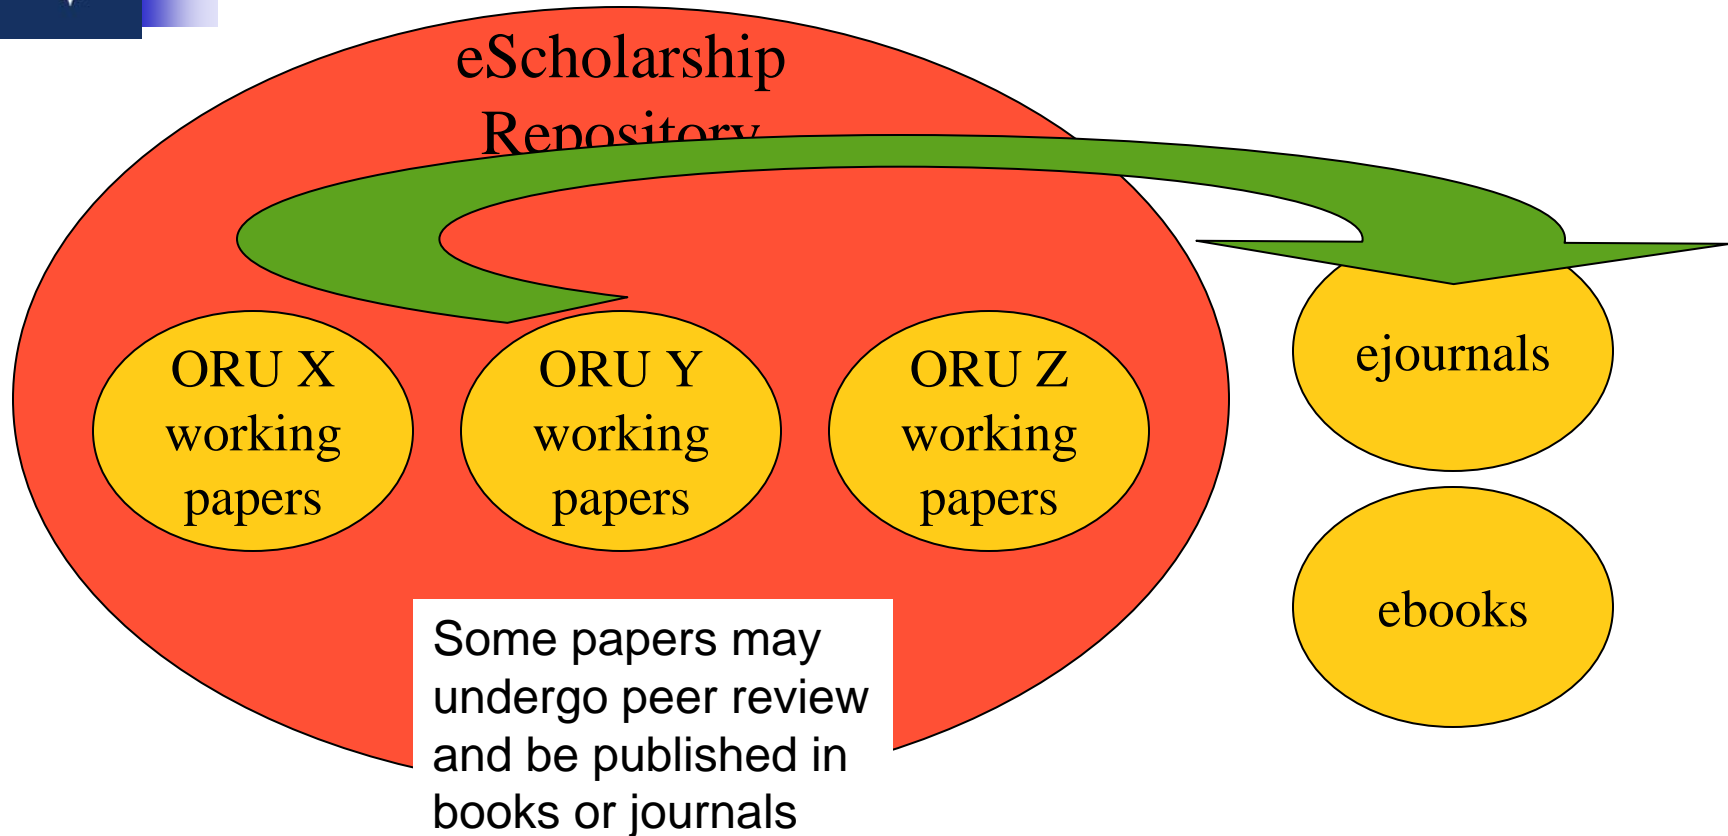 eScholarship
Repository
ORU X
working
papers
ORU Y
working
papers
ORU Z
working
papers
ejournals
ebooks
Some papers may
undergo peer review
and be published in
books or journals